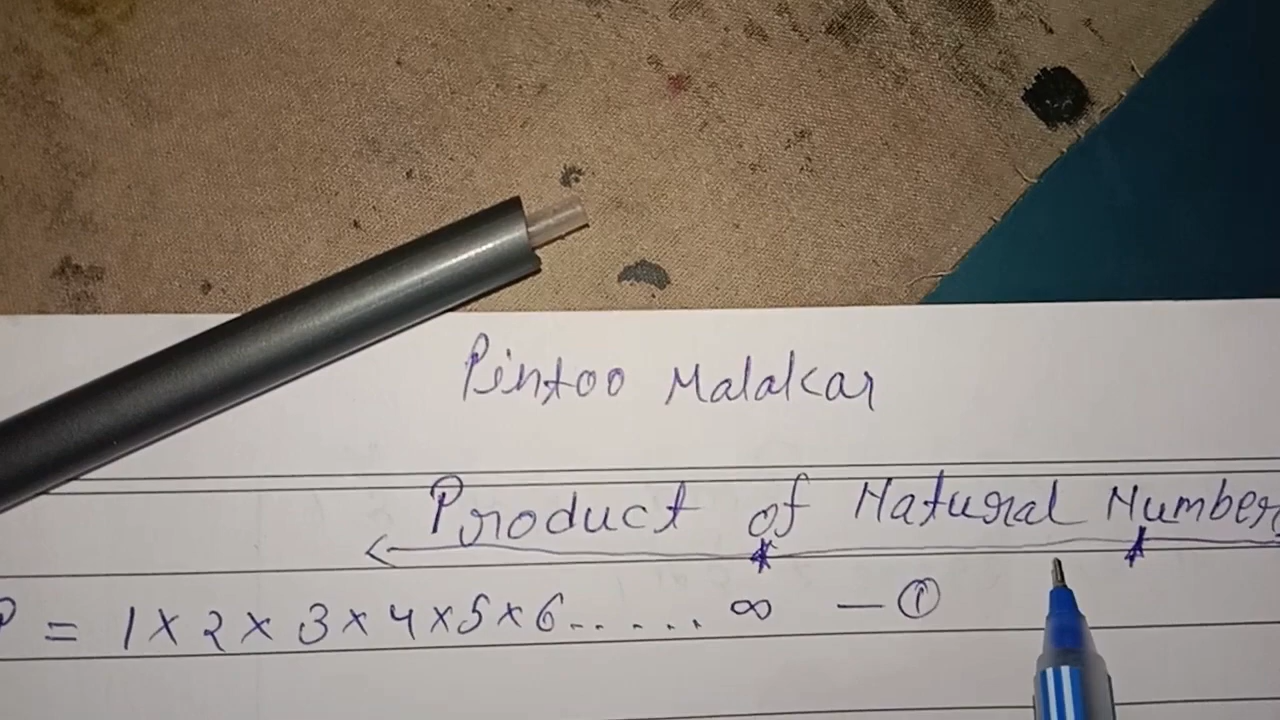 Pintoo Malakar
Product of Natural Number
P = 1 × 2 × 3 × 4 × 5 × 6 ...... ∞ — ①